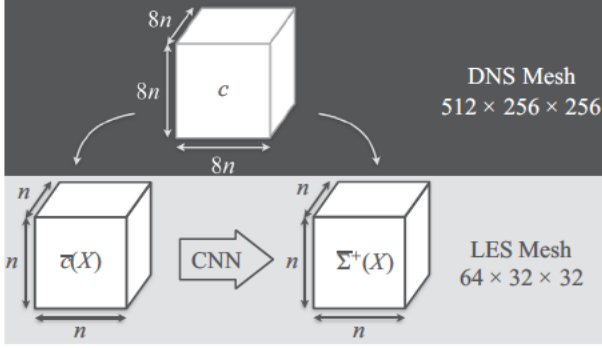 8n
8n
c
8n
DNS Mesh
512 × 256 × 256
n
n
c̅(X)
n
CNN
n
n
Σ̅⁺(X)
n
LES Mesh
64 × 32 × 32